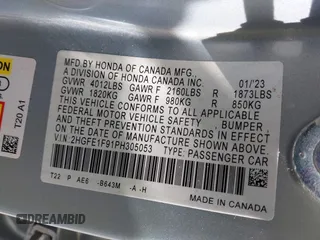 MFD. BY HONDA OF CANADA MFG.,
A DIVISION OF HONDA CANADA INC. 01/'23
GVWR 4012LBS GAWR F 2160LBS R 1873LBS
GVWR 1820KG GAWR F 980KG R 850KG
THIS VEHICLE CONFORMS TO ALL APPLICABLE
FEDERAL MOTOR VEHICLE SAFETY, BUMPER
AND THEFT PREVENTION STANDARDS IN
EFFECT ON THE DATE OF MANUFACTURE SHOWN
ABOVE.
V.I.N: 2HGFE1F91PH305053 TYPE: PASSENGER CAR
T22 P AE6 -B643M -A -H
MADE IN CANADA
T20 A1
DREAMBID